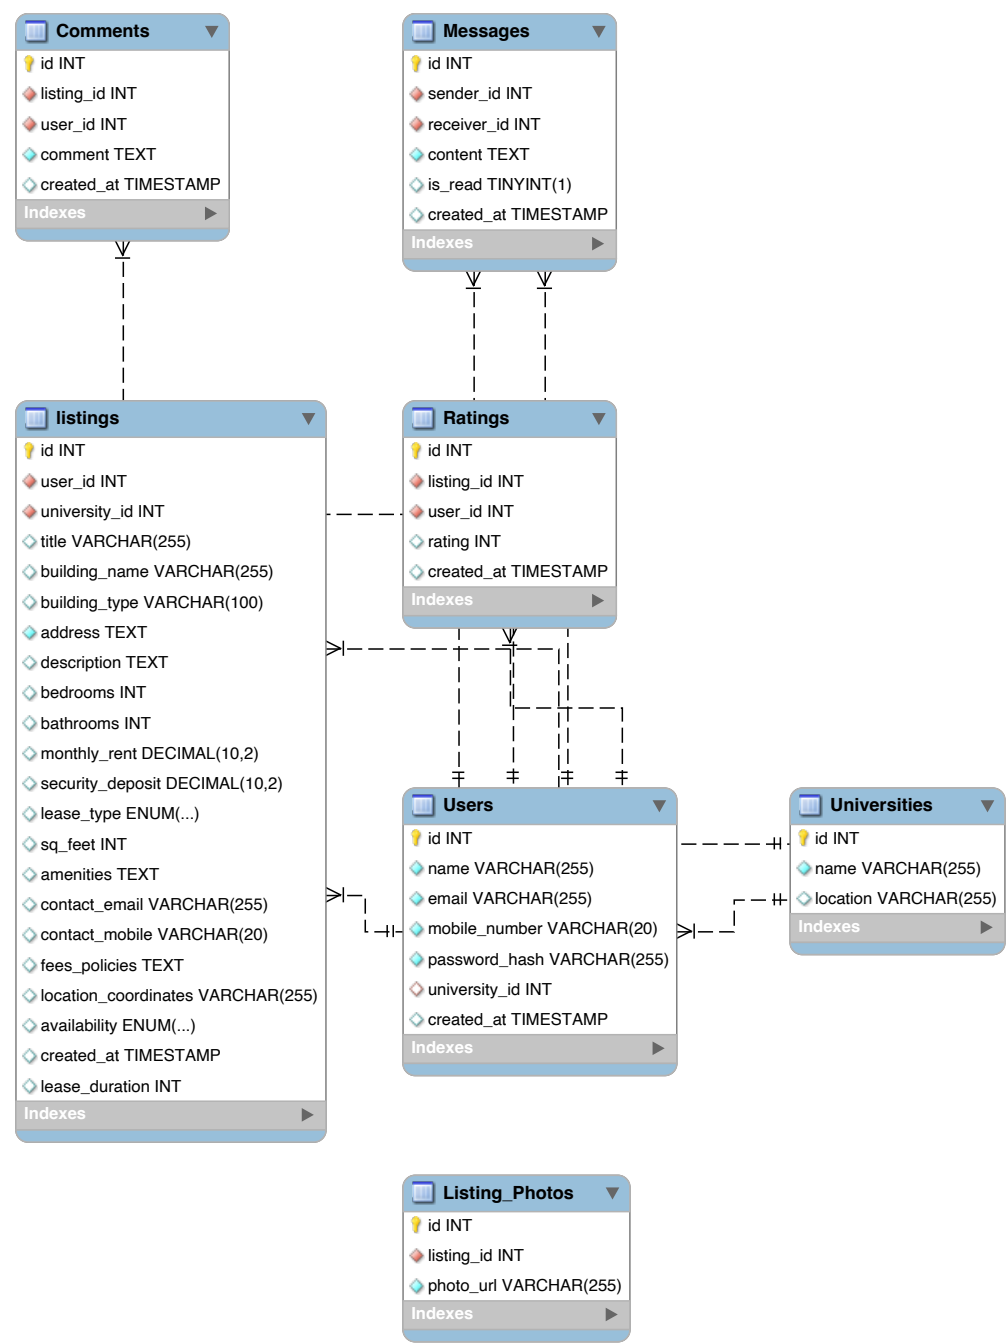 Comments
id INT
listing_id INT
user_id INT
comment TEXT
created_at TIMESTAMP
Indexes
Messages
id INT
sender_id INT
receiver_id INT
content TEXT
is_read TINYINT(1)
created_at TIMESTAMP
Indexes
listings
id INT
user_id INT
university_id INT
title VARCHAR(255)
building_name VARCHAR(255)
building_type VARCHAR(100)
address TEXT
description TEXT
bedrooms INT
bathrooms INT
monthly_rent DECIMAL(10,2)
security_deposit DECIMAL(10,2)
lease_type ENUM(...)
sq_feet INT
amenities TEXT
contact_email VARCHAR(255)
contact_mobile VARCHAR(20)
fees_policies TEXT
location_coordinates VARCHAR(255)
availability ENUM(...)
created_at TIMESTAMP
lease_duration INT
Indexes
Ratings
id INT
listing_id INT
user_id INT
rating INT
created_at TIMESTAMP
Indexes
Users
id INT
name VARCHAR(255)
email VARCHAR(255)
mobile_number VARCHAR(20)
password_hash VARCHAR(255)
university_id INT
created_at TIMESTAMP
Indexes
Universities
id INT
name VARCHAR(255)
location VARCHAR(255)
Indexes
Listing_Photos
id INT
listing_id INT
photo_url VARCHAR(255)
Indexes